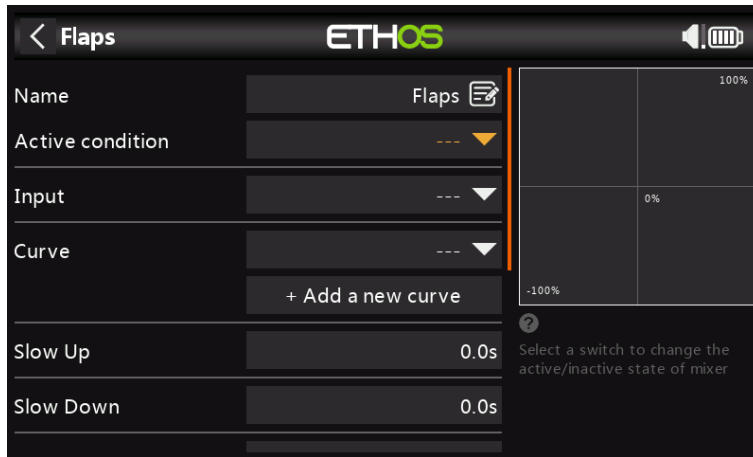 Flaps
ETHOS
Name
Flaps
Active condition
---
Input
---
Curve
---
+ Add a new curve
Slow Up
0.0s
Slow Down
0.0s
100%
0%
-100%
?
Select a switch to change the
active/inactive state of mixer